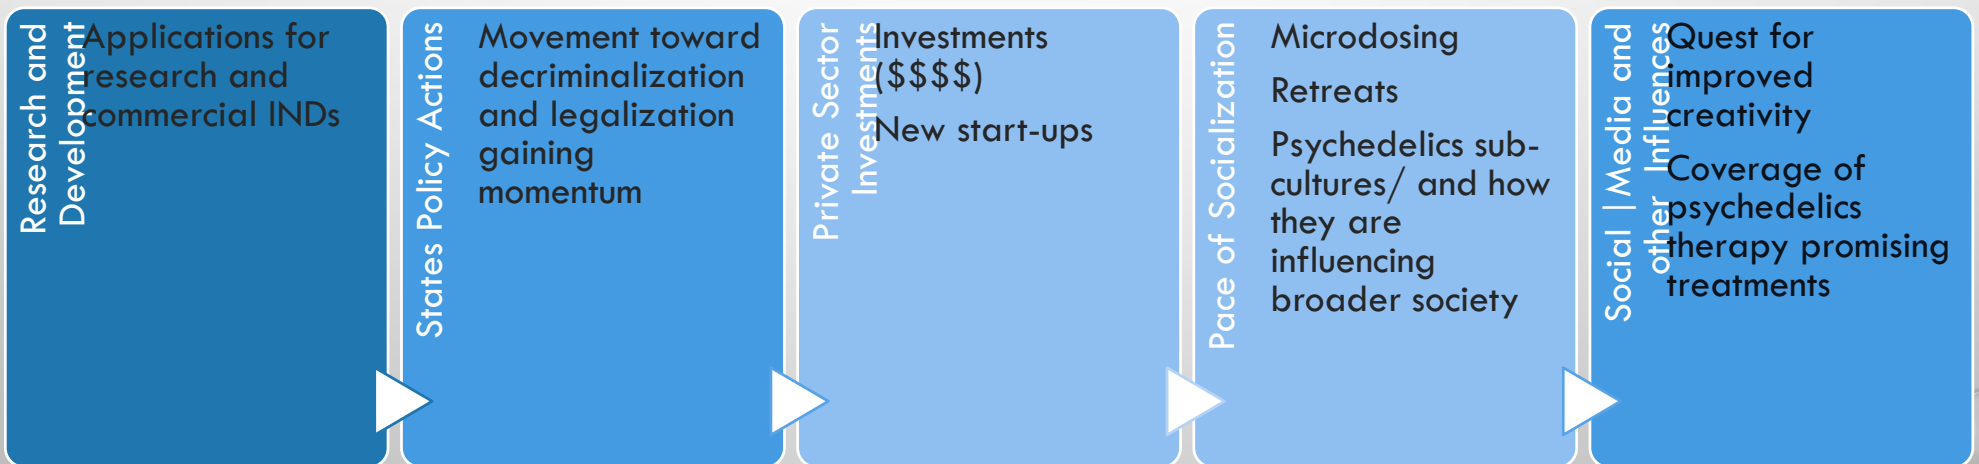 Research and
Development
Applications for
research and
commercial INDs
States Policy Actions
Movement toward
decriminalization
and legalization
gaining
momentum
Private Sector
Investments
Investments
($$$$)
New start-ups
Pace of Socialization
Microdosing
Retreats
Psychedelics sub-
cultures/ and how
they are
influencing
broader society
Social |Media and
other Influences
Quest for
improved
creativity
Coverage of
psychedelics
therapy promising
treatments